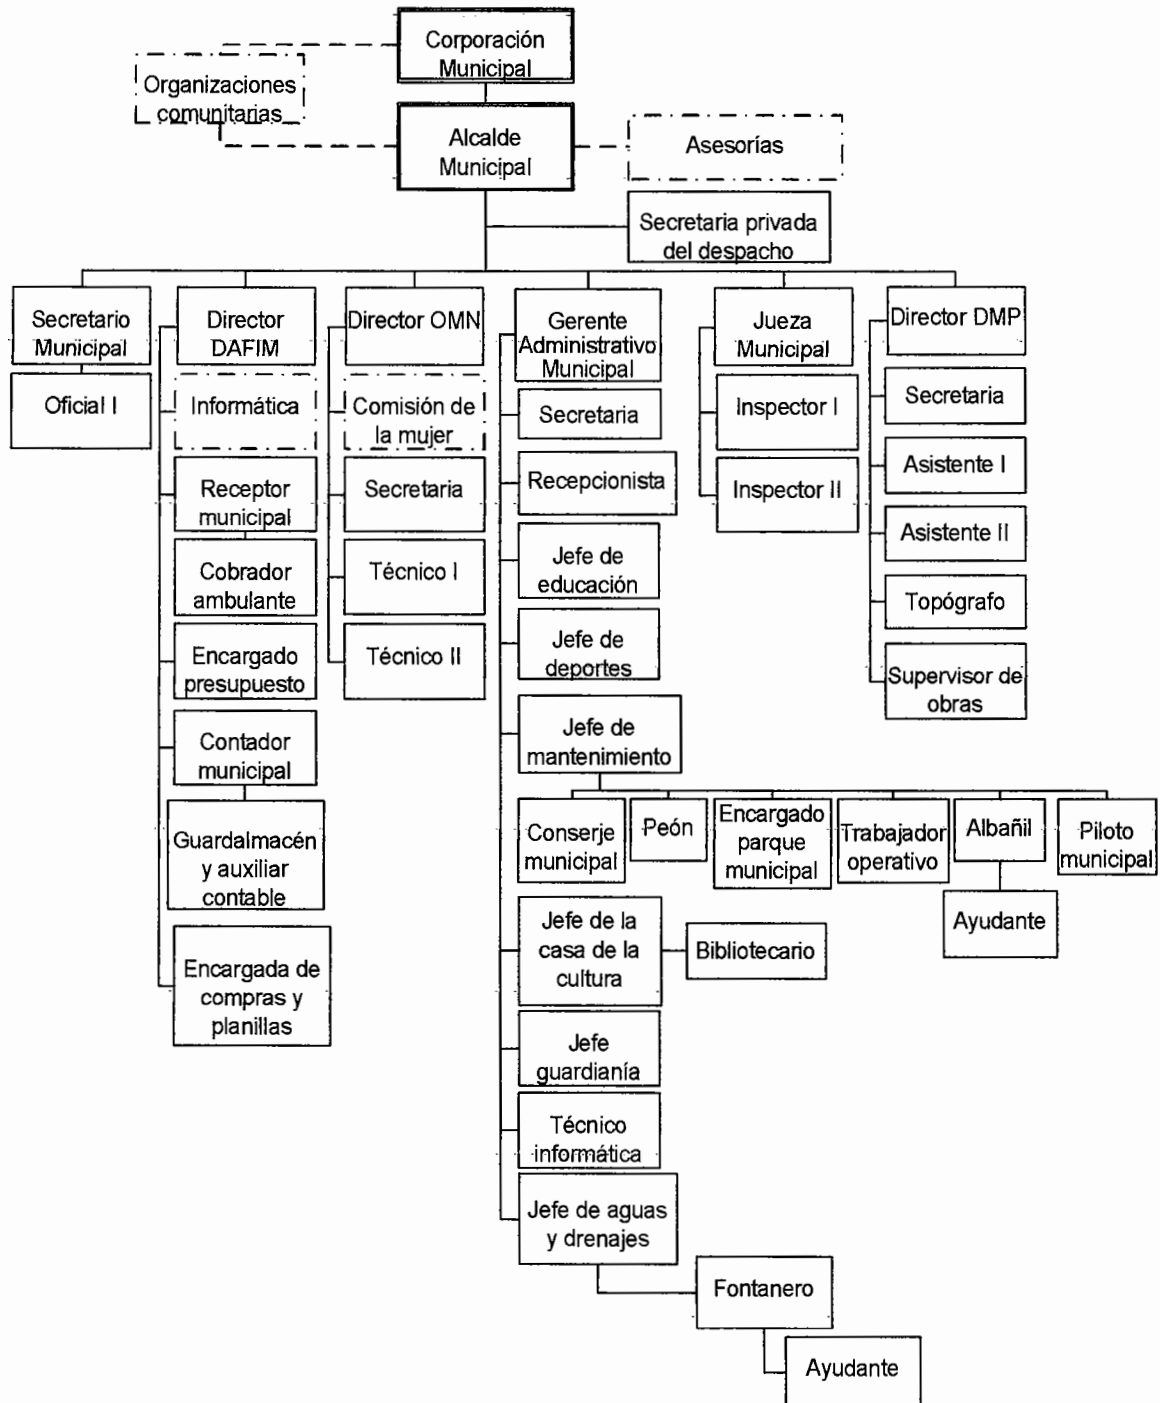 Corporación
Municipal
Organizaciones
comunitarias
Alcalde
Municipal
Asesorías
Secretaria privada
del despacho
Secretario
Municipal
Oficial I
Director
DAFIM
Informática
Receptor
municipal
Cobrador
ambulante
Encargado
presupuesto
Contador
municipal
Guardalmacén
y auxiliar
contable
Encargada de
compras y
planillas
Director OMN
Comisión de
la mujer
Secretaria
Técnico I
Técnico II
Gerente
Administrativo
Municipal
Secretaria
Recepcionista
Jefe de
educación
Jefe de
deportes
Jefe de
mantenimiento
Conserje
municipal
Peón
Encargado
parque
municipal
Trabajador
operativo
Albañil
Ayudante
Piloto
municipal
Jefe de la
casa de la
cultura
Bibliotecario
Jefe
guardianía
Técnico
informática
Jefe de aguas
y drenajes
Fontanero
Ayudante
Jueza
Municipal
Inspector I
Inspector II
Director DMP
Secretaria
Asistente I
Asistente II
Topógrafo
Supervisor de
obras